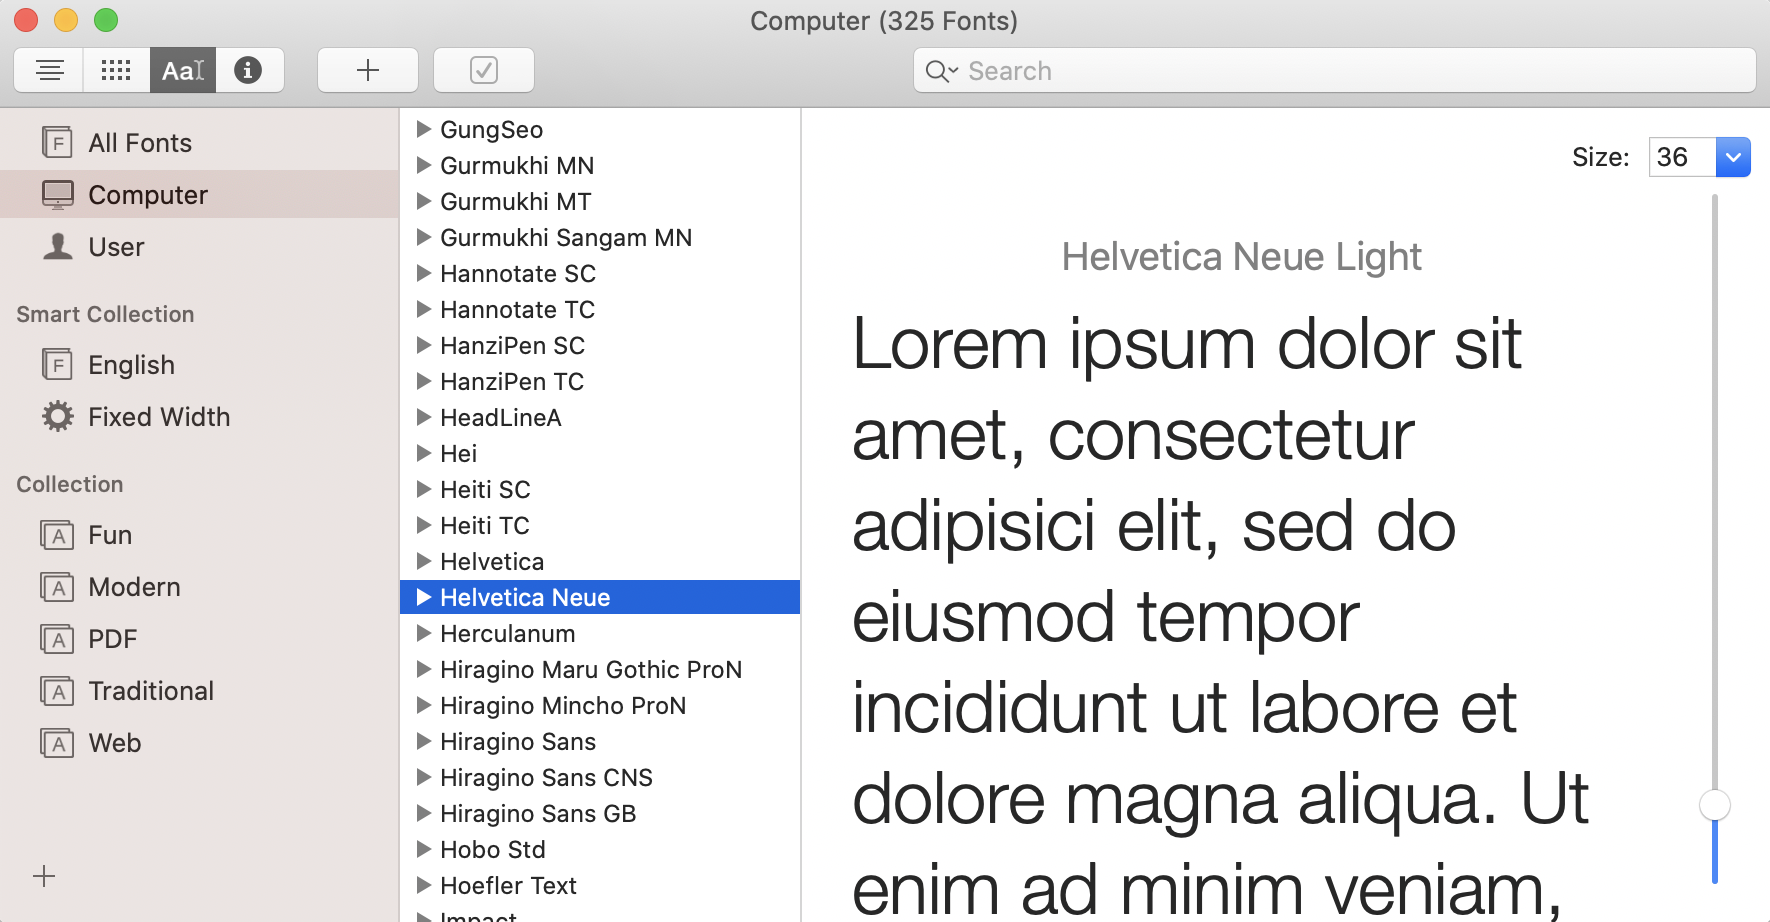 Computer (325 Fonts)
Aa
Search
All Fonts
Computer
User
Smart Collection
English
Fixed Width
Collection
Fun
Modern
PDF
Traditional
Web
GungSeo
Gurmukhi MN
Gurmukhi MT
Gurmukhi Sangam MN
Hannotate SC
Hannotate TC
HanziPen SC
HanziPen TC
HeadLineA
Hei
Heiti SC
Heiti TC
Helvetica
Helvetica Neue
Herculanum
Hiragino Maru Gothic ProN
Hiragino Mincho ProN
Hiragino Sans
Hiragino Sans CNS
Hiragino Sans GB
Hobo Std
Hoefler Text
Impact
Size: 36
Helvetica Neue Light
Lorem ipsum dolor sit
amet, consectetur
adipisici elit, sed do
eiusmod tempor
incididunt ut labore et
dolore magna aliqua. Ut
enim ad minim veniam,